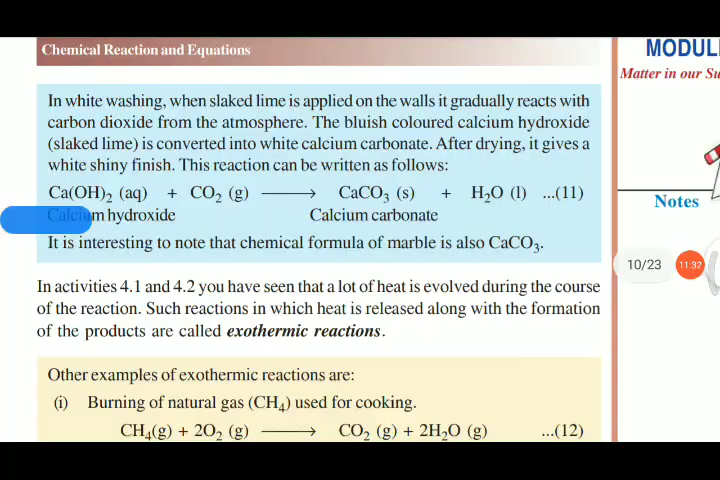 Chemical Reaction and Equations
MODUL
Matter in our Su
In white washing, when slaked lime is applied on the walls it gradually reacts with
carbon dioxide from the atmosphere. The bluish coloured calcium hydroxide
(slaked lime) is converted into white calcium carbonate. After drying, it gives a
white shiny finish. This reaction can be written as follows:
Ca(OH)₂ (aq) + CO₂ (g) ⟶ CaCO₃ (s) + H₂O (l) ...(11)
Calcium hydroxide Calcium carbonate
It is interesting to note that chemical formula of marble is also CaCO₃.
Notes
10/23
11:32
In activities 4.1 and 4.2 you have seen that a lot of heat is evolved during the course
of the reaction. Such reactions in which heat is released along with the formation
of the products are called exothermic reactions.
Other examples of exothermic reactions are:
(i) Burning of natural gas (CH₄) used for cooking.
CH₄(g) + 2O₂ (g) ⟶ CO₂ (g) + 2H₂O (g) ...(12)